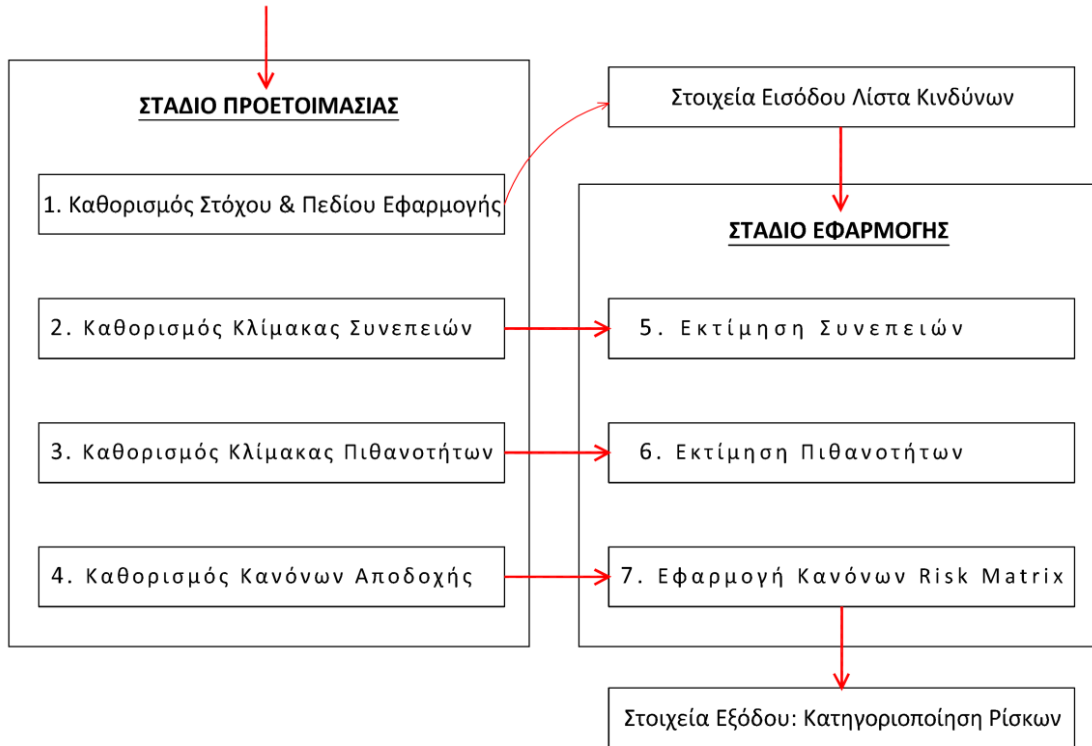 ΣΤΑΔΙΟ ΠΡΟΕΤΟΙΜΑΣΙΑΣ
1. Καθορισμός Στόχου & Πεδίου Εφαρμογής
2. Καθορισμός Κλίμακας Συνεπειών
3. Καθορισμός Κλίμακας Πιθανοτήτων
4. Καθορισμός Κανόνων Αποδοχής
Στοιχεία Εισόδου Λίστα Κινδύνων
ΣΤΑΔΙΟ ΕΦΑΡΜΟΓΗΣ
5. Εκτίμηση Συνεπειών
6. Εκτίμηση Πιθανοτήτων
7. Εφαρμογή Κανόνων Risk Matrix
Στοιχεία Εξόδου: Κατηγοριοποίηση Ρίσκων